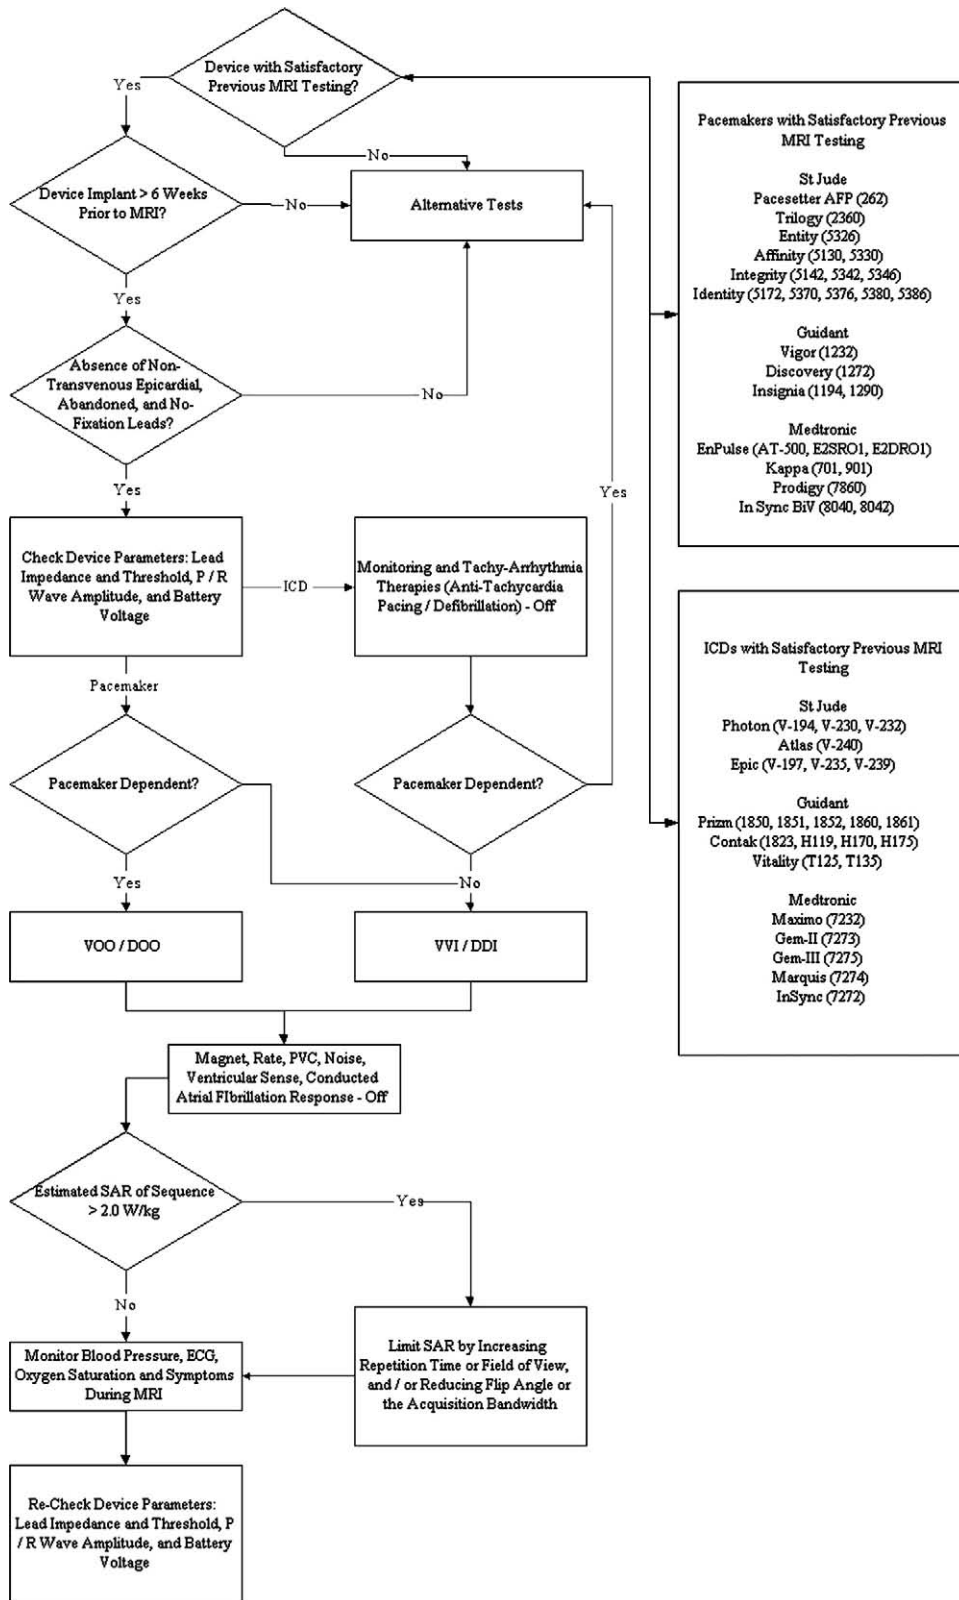 Device with Satisfactory
Previous MRI Testing?
Yes
No
Device Implant > 6 Weeks
Prior to MRI?
No
Alternative Tests
Yes
Absence of Non-
Transvenous Epicardial,
Abandoned, and No-
Fixation Leads?
No
Yes
Yes
Check Device Parameters: Lead
Impedance and Threshold, P / R
Wave Amplitude, and Battery
Voltage
ICD
Monitoring and Tachy-Arrhythmia
Therapies (Anti-Tachycardia
Pacing / Defibrillation) - Off
Pacemaker
Pacemaker Dependent?
Pacemaker Dependent?
Yes
No
VOO / DOO
VVI / DDI
Magnet, Rate, PVC, Noise,
Ventricular Sense, Conducted
Atrial FIbrillation Response - Off
Estimated SAR of Sequence
> 2.0 W/kg
Yes
No
Monitor Blood Pressure, ECG,
Oxygen Saturation and Symptoms
During MRI
Limit SAR by Increasing
Repetition Time or Field of View,
and / or Reducing Flip Angle or
the Acquisition Bandwidth
Re-Check Device Parameters:
Lead Impedance and Threshold, P
/ R Wave Amplitude, and Battery
Voltage
Pacemakers with Satisfactory Previous
MRI Testing
St Jude
Pacesetter AFP (262)
Trilogy (2360)
Entity (5326)
Affinity (5130, 5330)
Integrity (5142, 5342, 5346)
Identity (5172, 5370, 5376, 5380, 5386)
Guidant
Vigor (1232)
Discovery (1272)
Insignia (1194, 1290)
Medtronic
EnPulse (AT-500, E2SRO1, E2DRO1)
Kappa (701, 901)
Prodigy (7860)
In Sync BiV (8040, 8042)
ICDs with Satisfactory Previous MRI
Testing
St Jude
Photon (V-194, V-230, V-232)
Atlas (V-240)
Epic (V-197, V-235, V-239)
Guidant
Prizm (1850, 1851, 1852, 1860, 1861)
Contak (1823, H119, H170, H175)
Vitality (T125, T135)
Medtronic
Maximo (7232)
Gem-II (7273)
Gem-III (7275)
Marquis (7274)
InSync (7272)